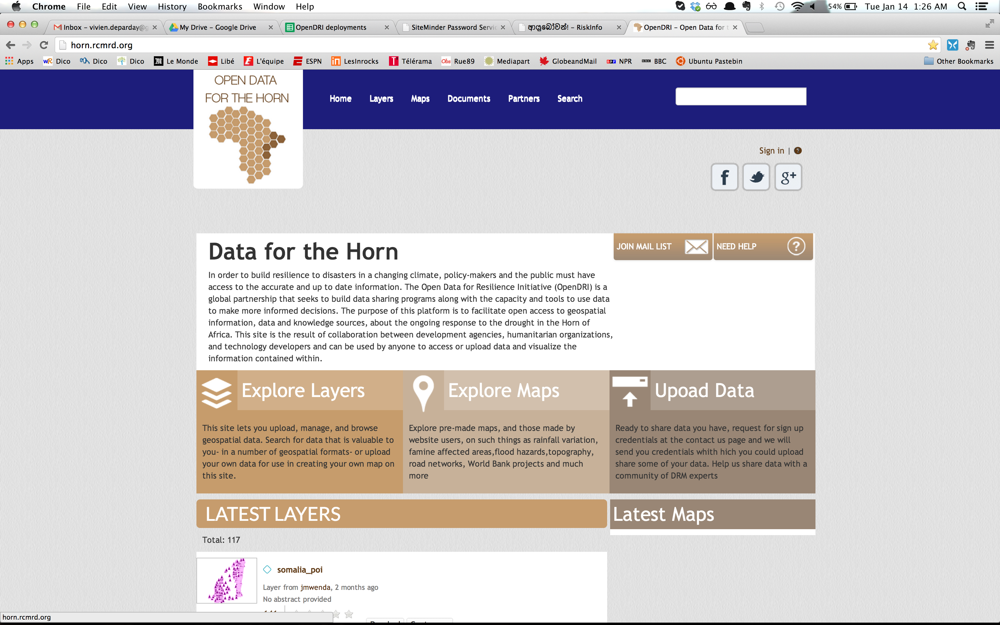 Chrome File Edit View History Bookmarks Window Help 54% Tue Jan 14 1:26 AM
Inbox – vivien.deparday@g My Drive – Google Drive OpenDRI deployments SiteMinder Password Servic ආයුබෝවන්! – RiskInfo OpenDRI – Open Data for t
horn.rcmrd.org
Apps Dico Dico Dico Le Monde Libé L'équipe ESPN LesInrocks Télérama Rue89 Mediapart GlobeandMail NPR BBC Ubuntu Pastebin Other Bookmarks
OPEN DATA
FOR THE HORN
Home Layers Maps Documents Partners Search
Sign in | ?
f g+
Data for the Horn
JOIN MAIL LIST NEED HELP ?
In order to build resilience to disasters in a changing climate, policy-makers and the public must have
access to the accurate and up to date information. The Open Data for Resilience Initiative (OpenDRI) is a
global partnership that seeks to build data sharing programs along with the capacity and tools to use data
to make more informed decisions. The purpose of this platform is to facilitate open access to geospatial
information, data and knowledge sources, about the ongoing response to the drought in the Horn of
Africa. This site is the result of collaboration between development agencies, humanitarian organizations,
and technology developers and can be used by anyone to access or upload data and visualize the
information contained within.
Explore Layers
This site lets you upload, manage, and browse
geospatial data. Search for data that is valuable to
you- in a number of geospatial formats- or upload
your own data for use in creating your own map on
this site.
Explore Maps
Explore pre-made maps, and those made by
website users, on such things as rainfall variation,
famine affected areas,flood hazards,topography,
road networks, World Bank projects and much
more
Upoad Data
Ready to share data you have, request for sign up
credentials at the contact us page and we will
send you credentials whith hich you could upload
share some of your data. Help us share data with a
community of DRM experts
LATEST LAYERS
Latest Maps
Total: 117
somalia_poi
Layer from jmwenda, 2 months ago
No abstract provided
horn.rcmrd.org